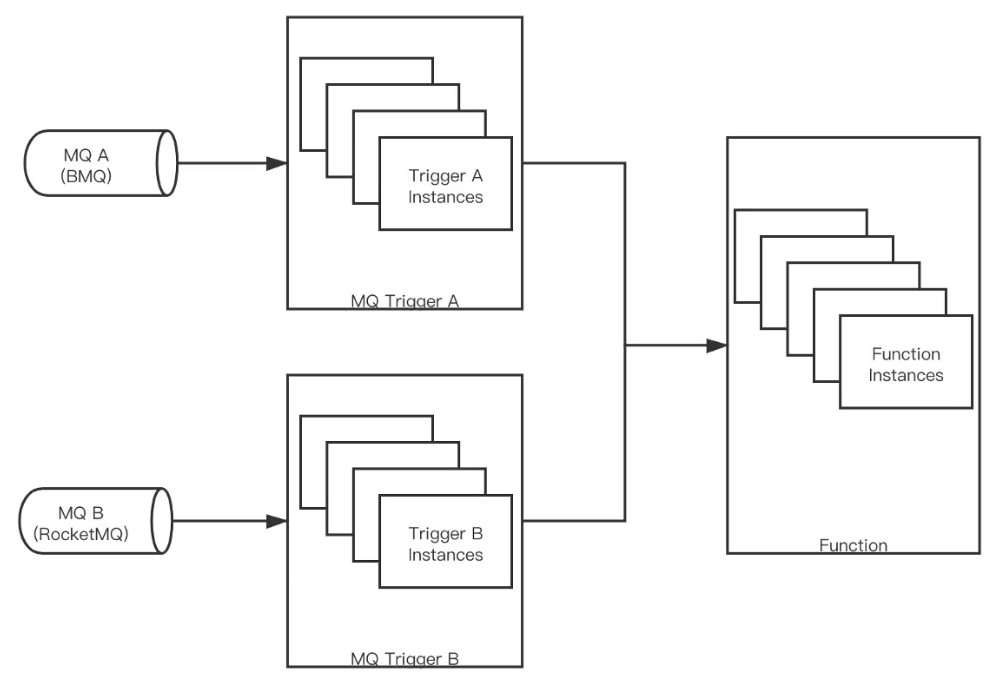 MQ A
(BMQ)
Trigger A
Instances
MQ Trigger A
MQ B
(RocketMQ)
Trigger B
Instances
MQ Trigger B
Function
Instances
Function